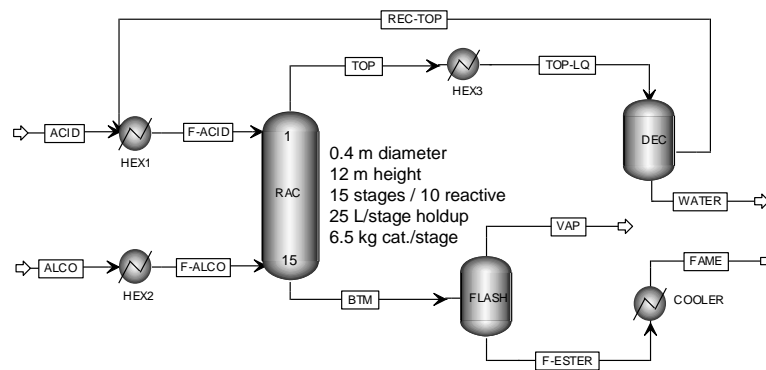 REC-TOP
TOP
TOP-LQ
HEX3
ACID
F-ACID
HEX1
1
DEC
0.4 m diameter
12 m height
15 stages / 10 reactive
25 L/stage holdup
6.5 kg cat./stage
RAC
WATER
VAP
ALCO
F-ALCO
15
HEX2
FAME
BTM
FLASH
COOLER
F-ESTER